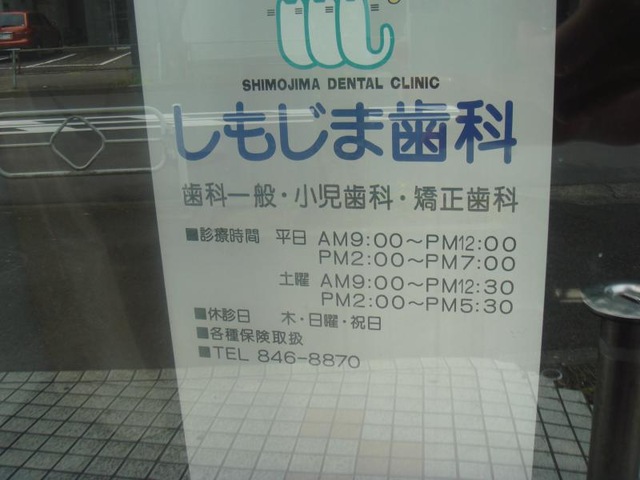 SHIMOJIMA DENTAL CLINIC
しもじま歯科
歯科一般・小児歯科・矯正歯科
■診療時間 平日 AM9:00～PM12:00
PM2:00～PM7:00
土曜 AM9:00～PM12:30
PM2:00～PM5:30
■休診日 木・日曜・祝日
■各種保険取扱
■TEL 846-8870